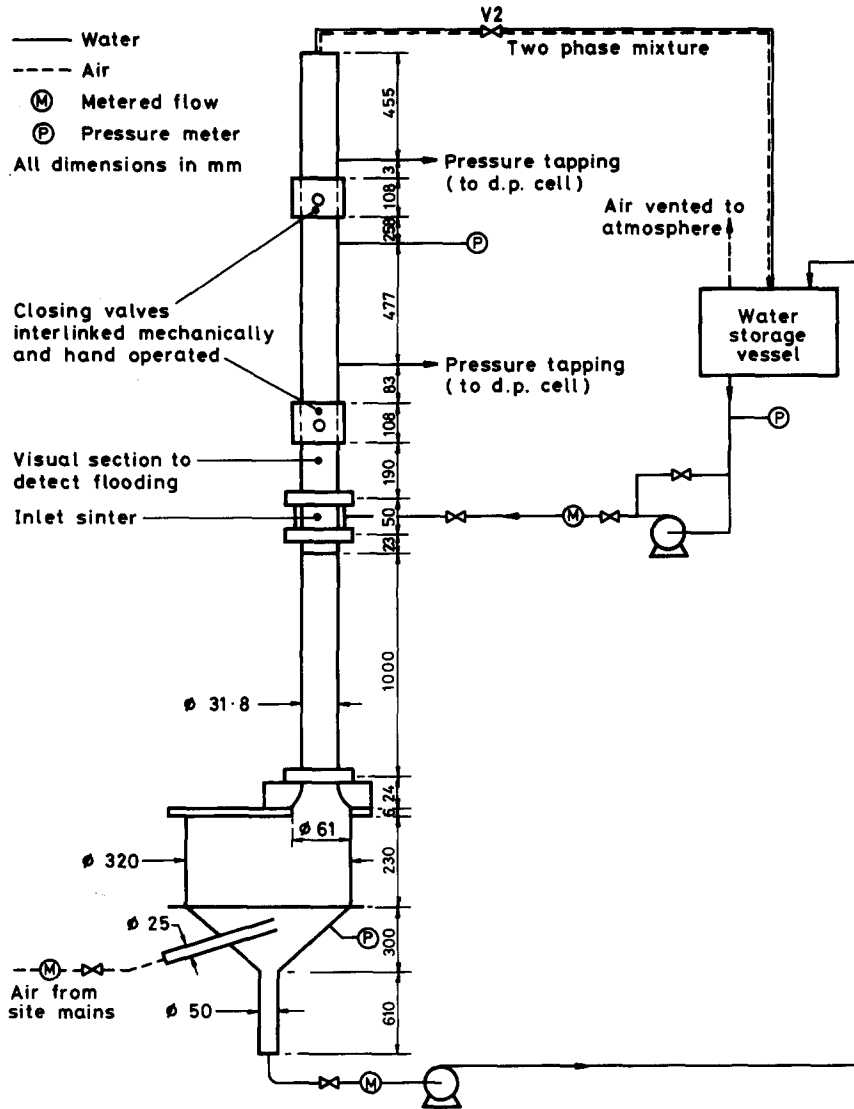 V2
Two phase mixture
Water
Air
M Metered flow
P Pressure meter
All dimensions in mm
455
3
Pressure tapping
(to d.p. cell)
108
258
P
Air vented to
atmosphere
477
Closing valves
interlinked mechanically
and hand operated
Water
storage
vessel
Pressure tapping
(to d.p. cell)
83
108
P
Visual section to
detect flooding
190
Inlet sinter
50
M
23
1000
ø 31·8
24
6
ø 61
ø 320
230
ø 25
P
300
M
Air from
site mains
ø 50
610
M